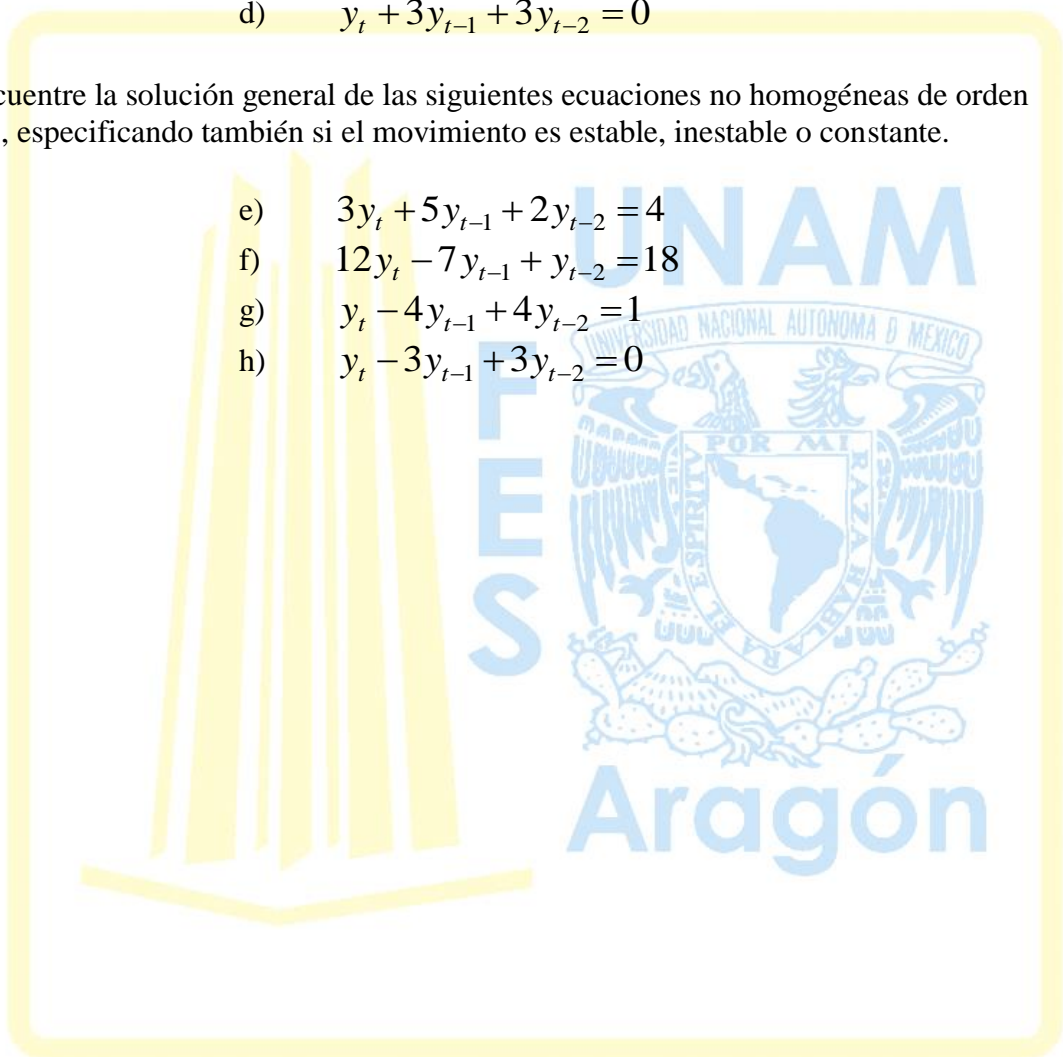 d) y_t + 3y_{t-1} + 3y_{t-2} = 0
cuentre la solución general de las siguientes ecuaciones no homogéneas de orden
, especificando también si el movimiento es estable, inestable o constante.
e) 3y_t + 5y_{t-1} + 2y_{t-2} = 4
f) 12y_t - 7y_{t-1} + y_{t-2} = 18
g) y_t - 4y_{t-1} + 4y_{t-2} = 1
h) y_t - 3y_{t-1} + 3y_{t-2} = 0
UNAM
UNIVERSIDAD NACIONAL AUTONOMA D MEXICO
POR MI RAZA HABLARA EL ESPIRITV
FES
Aragón